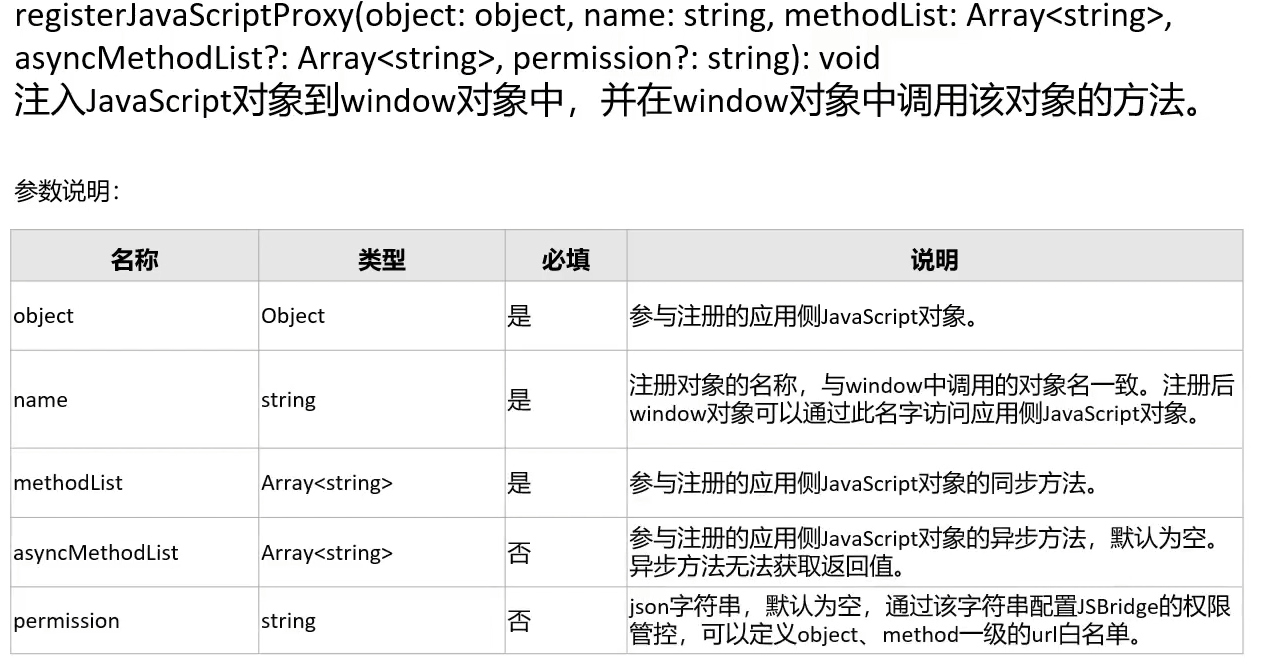 registerJavaScriptProxy(object: object, name: string, methodList: Array<string>,
asyncMethodList?: Array<string>, permission?: string): void
注入JavaScript对象到window对象中，并在window对象中调用该对象的方法。
参数说明：
名称 类型 必填 说明
object Object 是 参与注册的应用侧JavaScript对象。
name string 是 注册对象的名称，与window中调用的对象名一致。注册后
window对象可以通过此名字访问应用侧JavaScript对象。
methodList Array<string> 是 参与注册的应用侧JavaScript对象的同步方法。
asyncMethodList Array<string> 否 参与注册的应用侧JavaScript对象的异步方法，默认为空。
异步方法无法获取返回值。
permission string 否 json字符串，默认为空，通过该字符串配置JSBridge的权限
管控，可以定义object、method一级的url白名单。